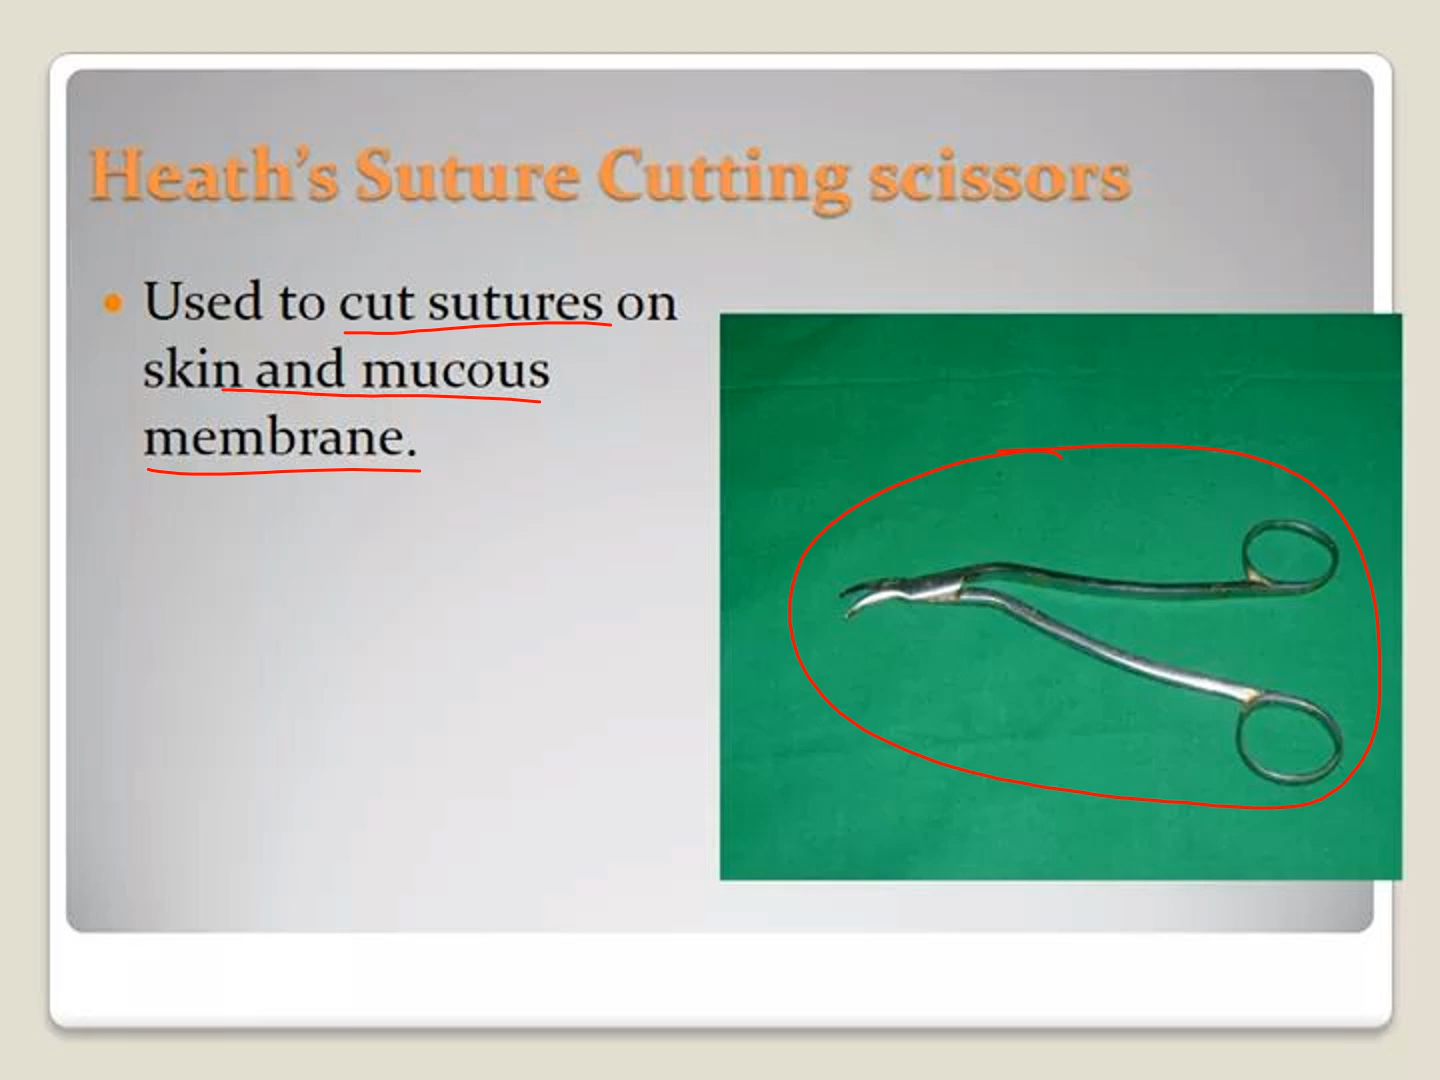 Heath's Suture Cutting scissors
• Used to cut sutures on
skin and mucous
membrane.